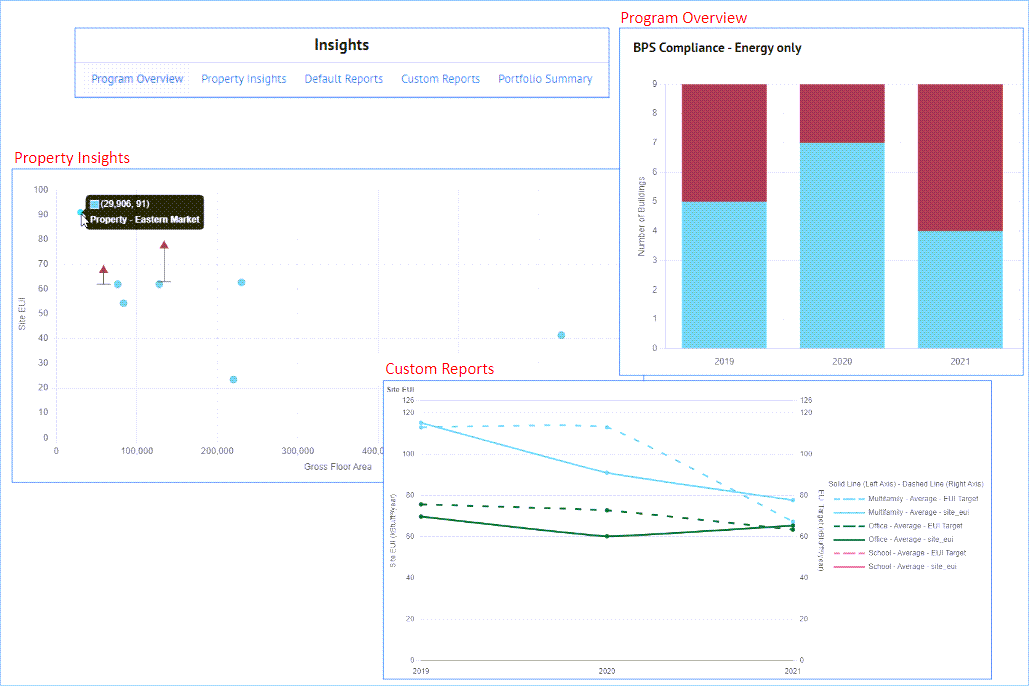 Program Overview
Insights
Program Overview Property Insights Default Reports Custom Reports Portfolio Summary
BPS Compliance - Energy only
9
8
7
6
5
4
3
2
1
0
Number of Buildings
2019 2020 2021
Property Insights
100
90
80
70
60
50
40
30
20
10
0
Site EUI
(29,906, 91)
Property - Eastern Market
0 100,000 200,000 300,000 400,0
Gross Floor Area
Custom Reports
Site EUI
126
120
100
80
60
40
20
0
Site EUI (kBtu/ft²/year)
126
120
100
80
60
40
20
0
EUI Target (kBtu/ft²/year)
2019 2020 2021
Solid Line (Left Axis) - Dashed Line (Right Axis)
Multifamily - Average - EUI Target
Multifamily - Average - site_eui
Office - Average - EUI Target
Office - Average - site_eui
School - Average - EUI Target
School - Average - site_eui